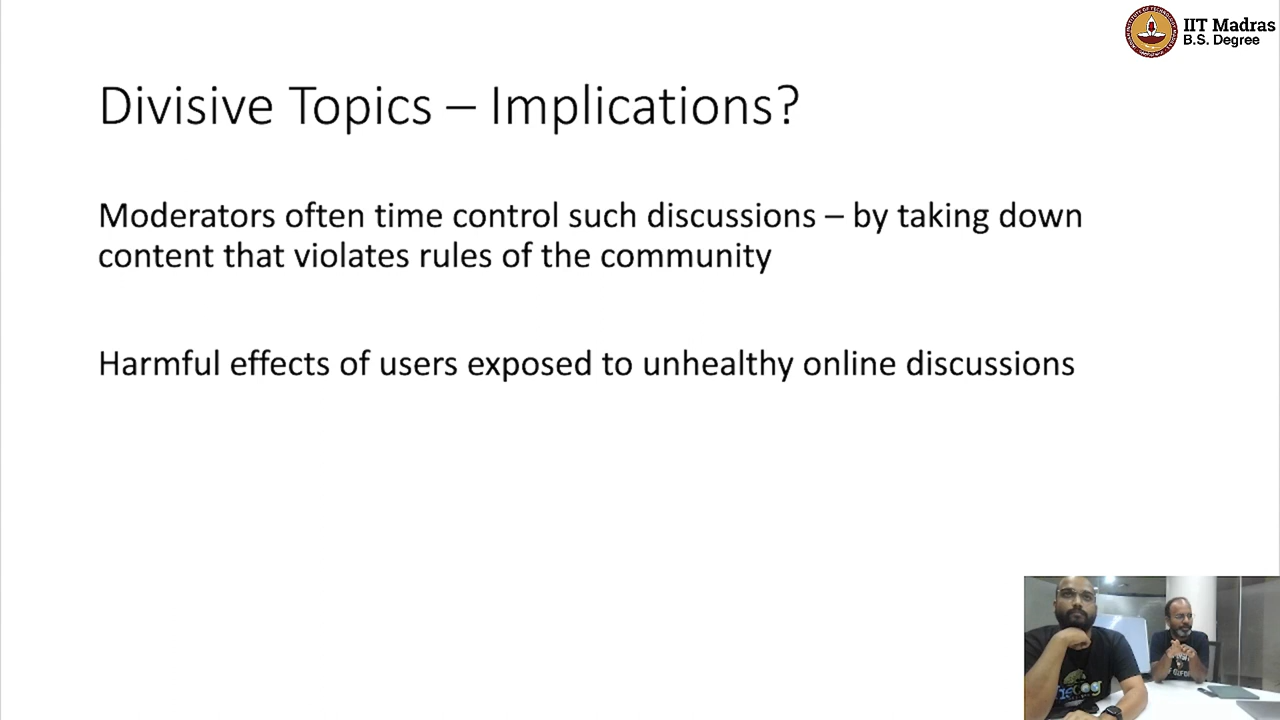 IIT Madras
B.S. Degree
Divisive Topics – Implications?
Moderators often time control such discussions – by taking down
content that violates rules of the community
Harmful effects of users exposed to unhealthy online discussions